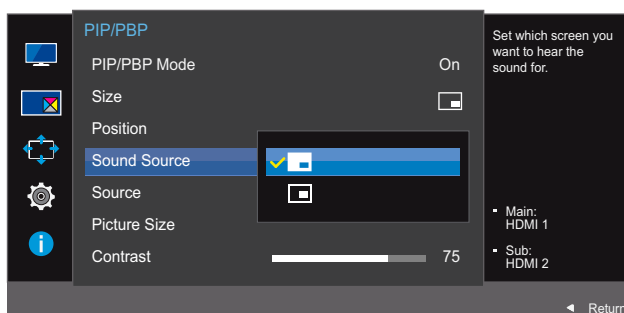 PIP/PBP
PIP/PBP Mode On
Size
Position
Sound Source
Source
Picture Size
Contrast 75
Set which screen you
want to hear the
sound for.
Main:
HDMI 1
Sub:
HDMI 2
Return